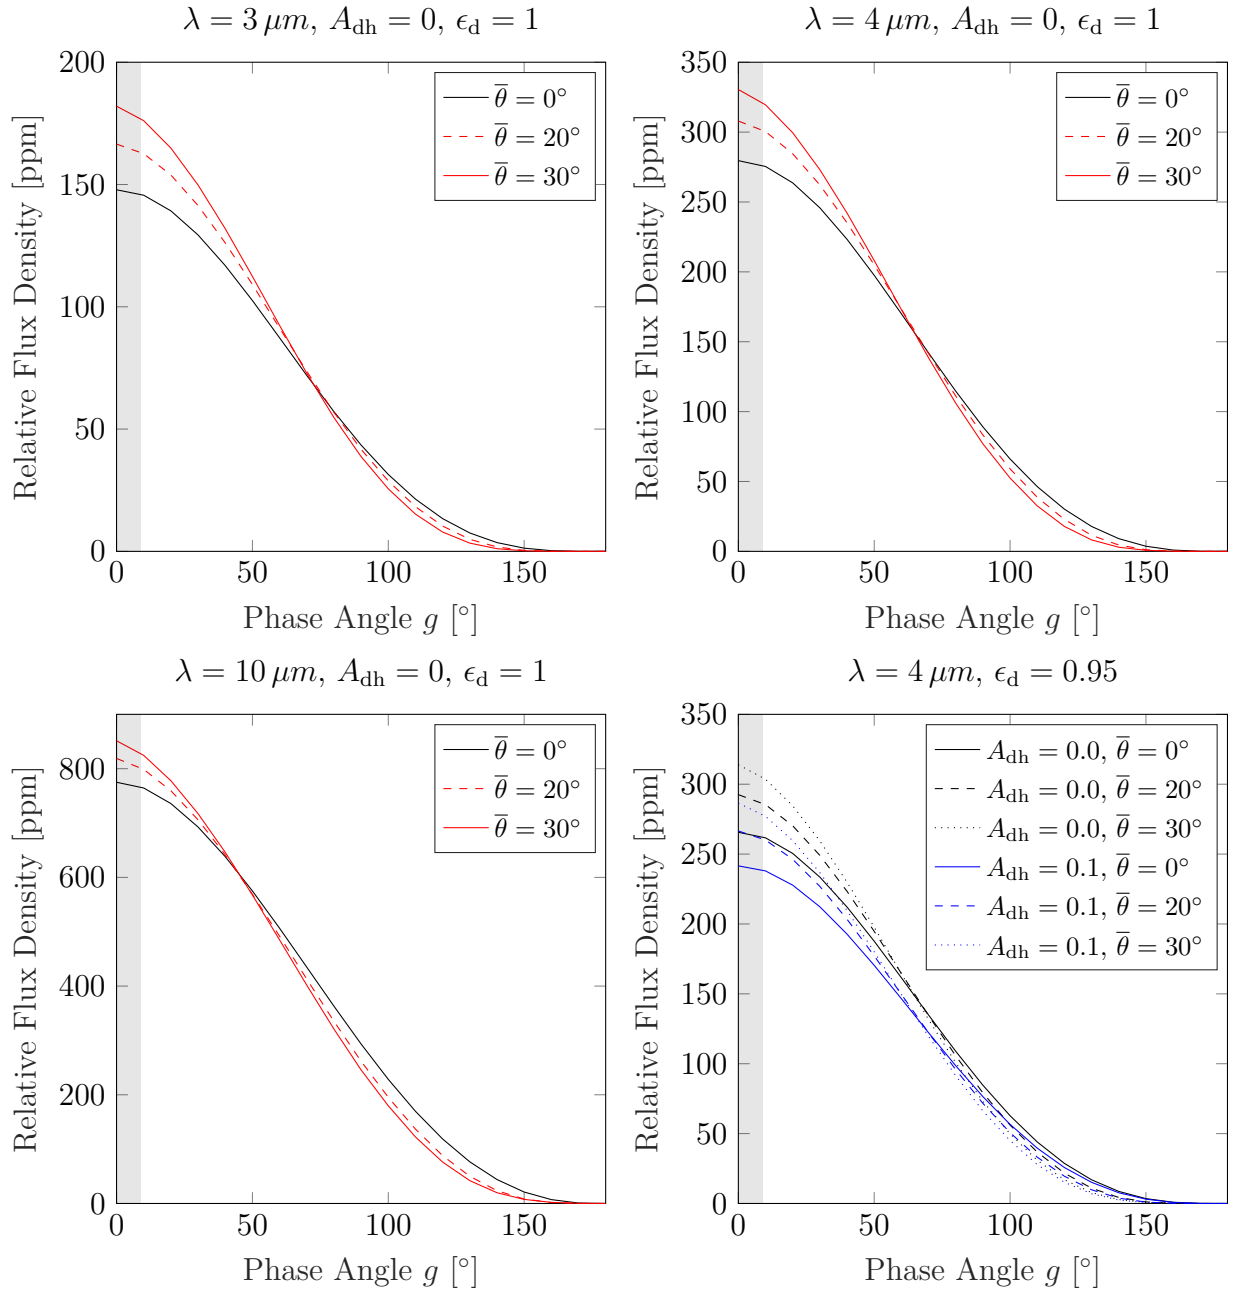 λ = 3 μm, A_dh = 0, ϵ_d = 1
200
150
100
50
0
0 50 100 150
Relative Flux Density [ppm]
Phase Angle g [°]
θ̅ = 0°
θ̅ = 20°
θ̅ = 30°
λ = 4 μm, A_dh = 0, ϵ_d = 1
350
300
250
200
150
100
50
0
0 50 100 150
Relative Flux Density [ppm]
Phase Angle g [°]
θ̅ = 0°
θ̅ = 20°
θ̅ = 30°
λ = 10 μm, A_dh = 0, ϵ_d = 1
800
600
400
200
0
0 50 100 150
Relative Flux Density [ppm]
Phase Angle g [°]
θ̅ = 0°
θ̅ = 20°
θ̅ = 30°
λ = 4 μm, ϵ_d = 0.95
350
300
250
200
150
100
50
0
0 50 100 150
Relative Flux Density [ppm]
Phase Angle g [°]
A_dh = 0.0, θ̅ = 0°
A_dh = 0.0, θ̅ = 20°
A_dh = 0.0, θ̅ = 30°
A_dh = 0.1, θ̅ = 0°
A_dh = 0.1, θ̅ = 20°
A_dh = 0.1, θ̅ = 30°